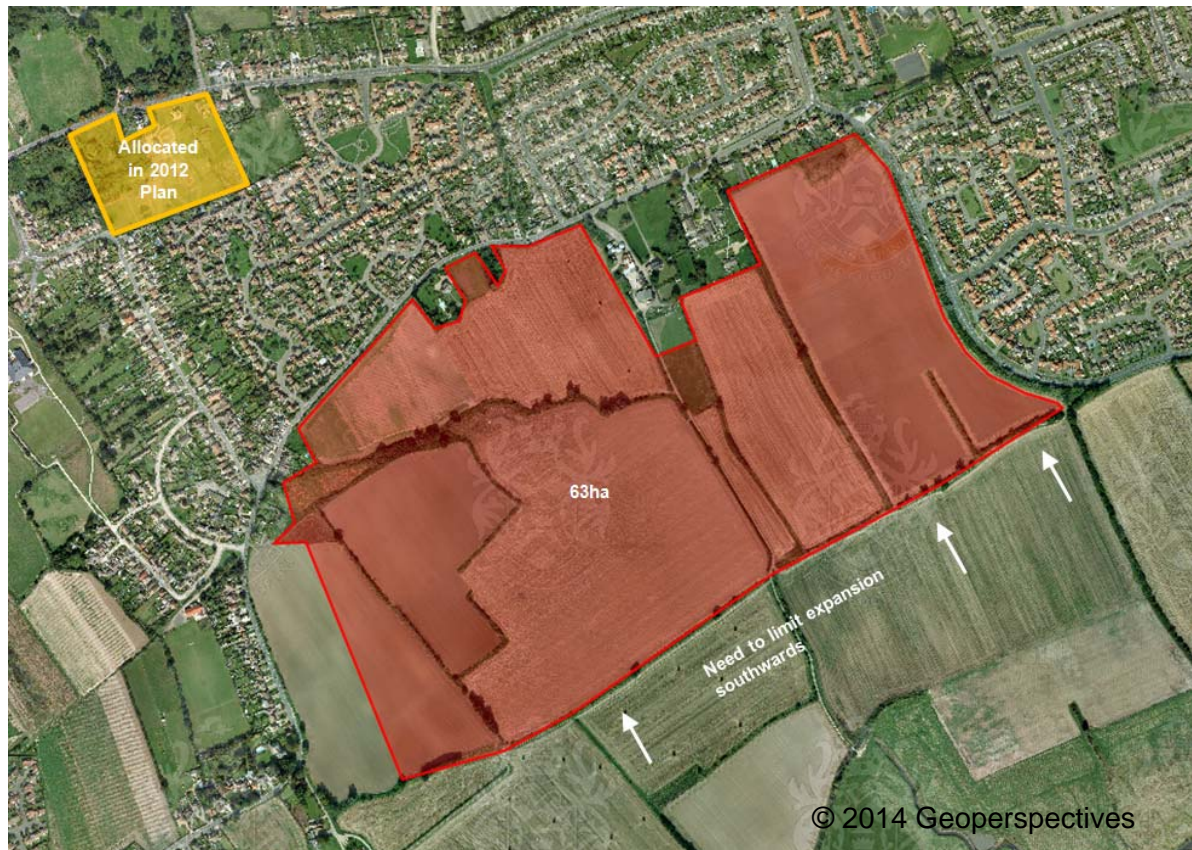 Allocated
in 2012
Plan
63ha
Need to limit expansion
southwards
© 2014 Geoperspectives